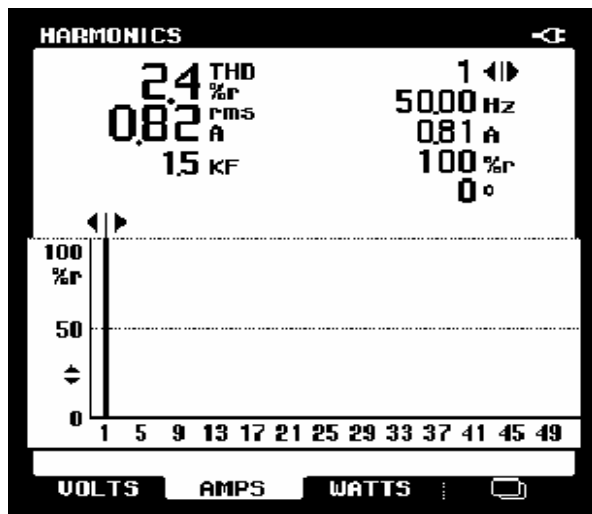 HARMONICS
2.4 THD %r
0.82 rms A
1.5 KF
1
50.00 Hz
0.81 A
100 %r
0 °
100
%r
50
0
1 5 9 13 17 21 25 29 33 37 41 45 49
VOLTS AMPS WATTS